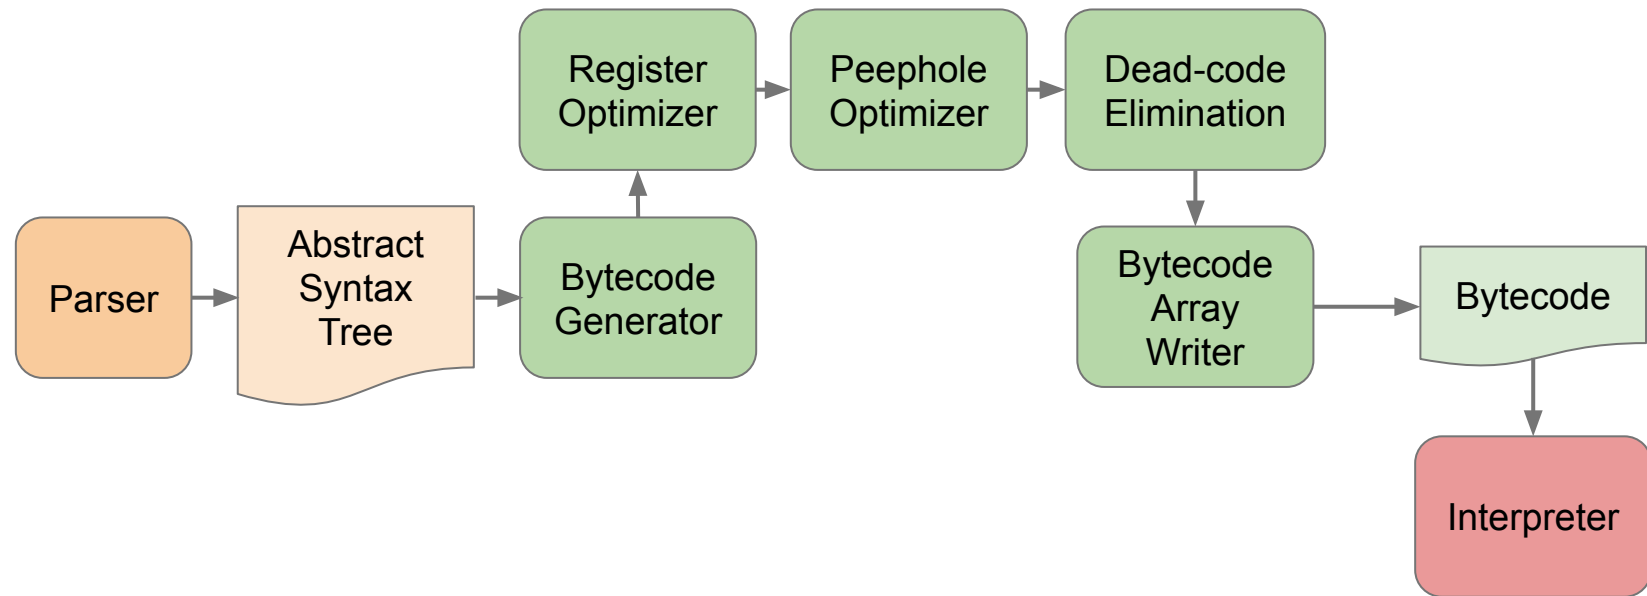 Register
Optimizer
Peephole
Optimizer
Dead-code
Elimination
Parser
Abstract
Syntax
Tree
Bytecode
Generator
Bytecode
Array
Writer
Bytecode
Interpreter